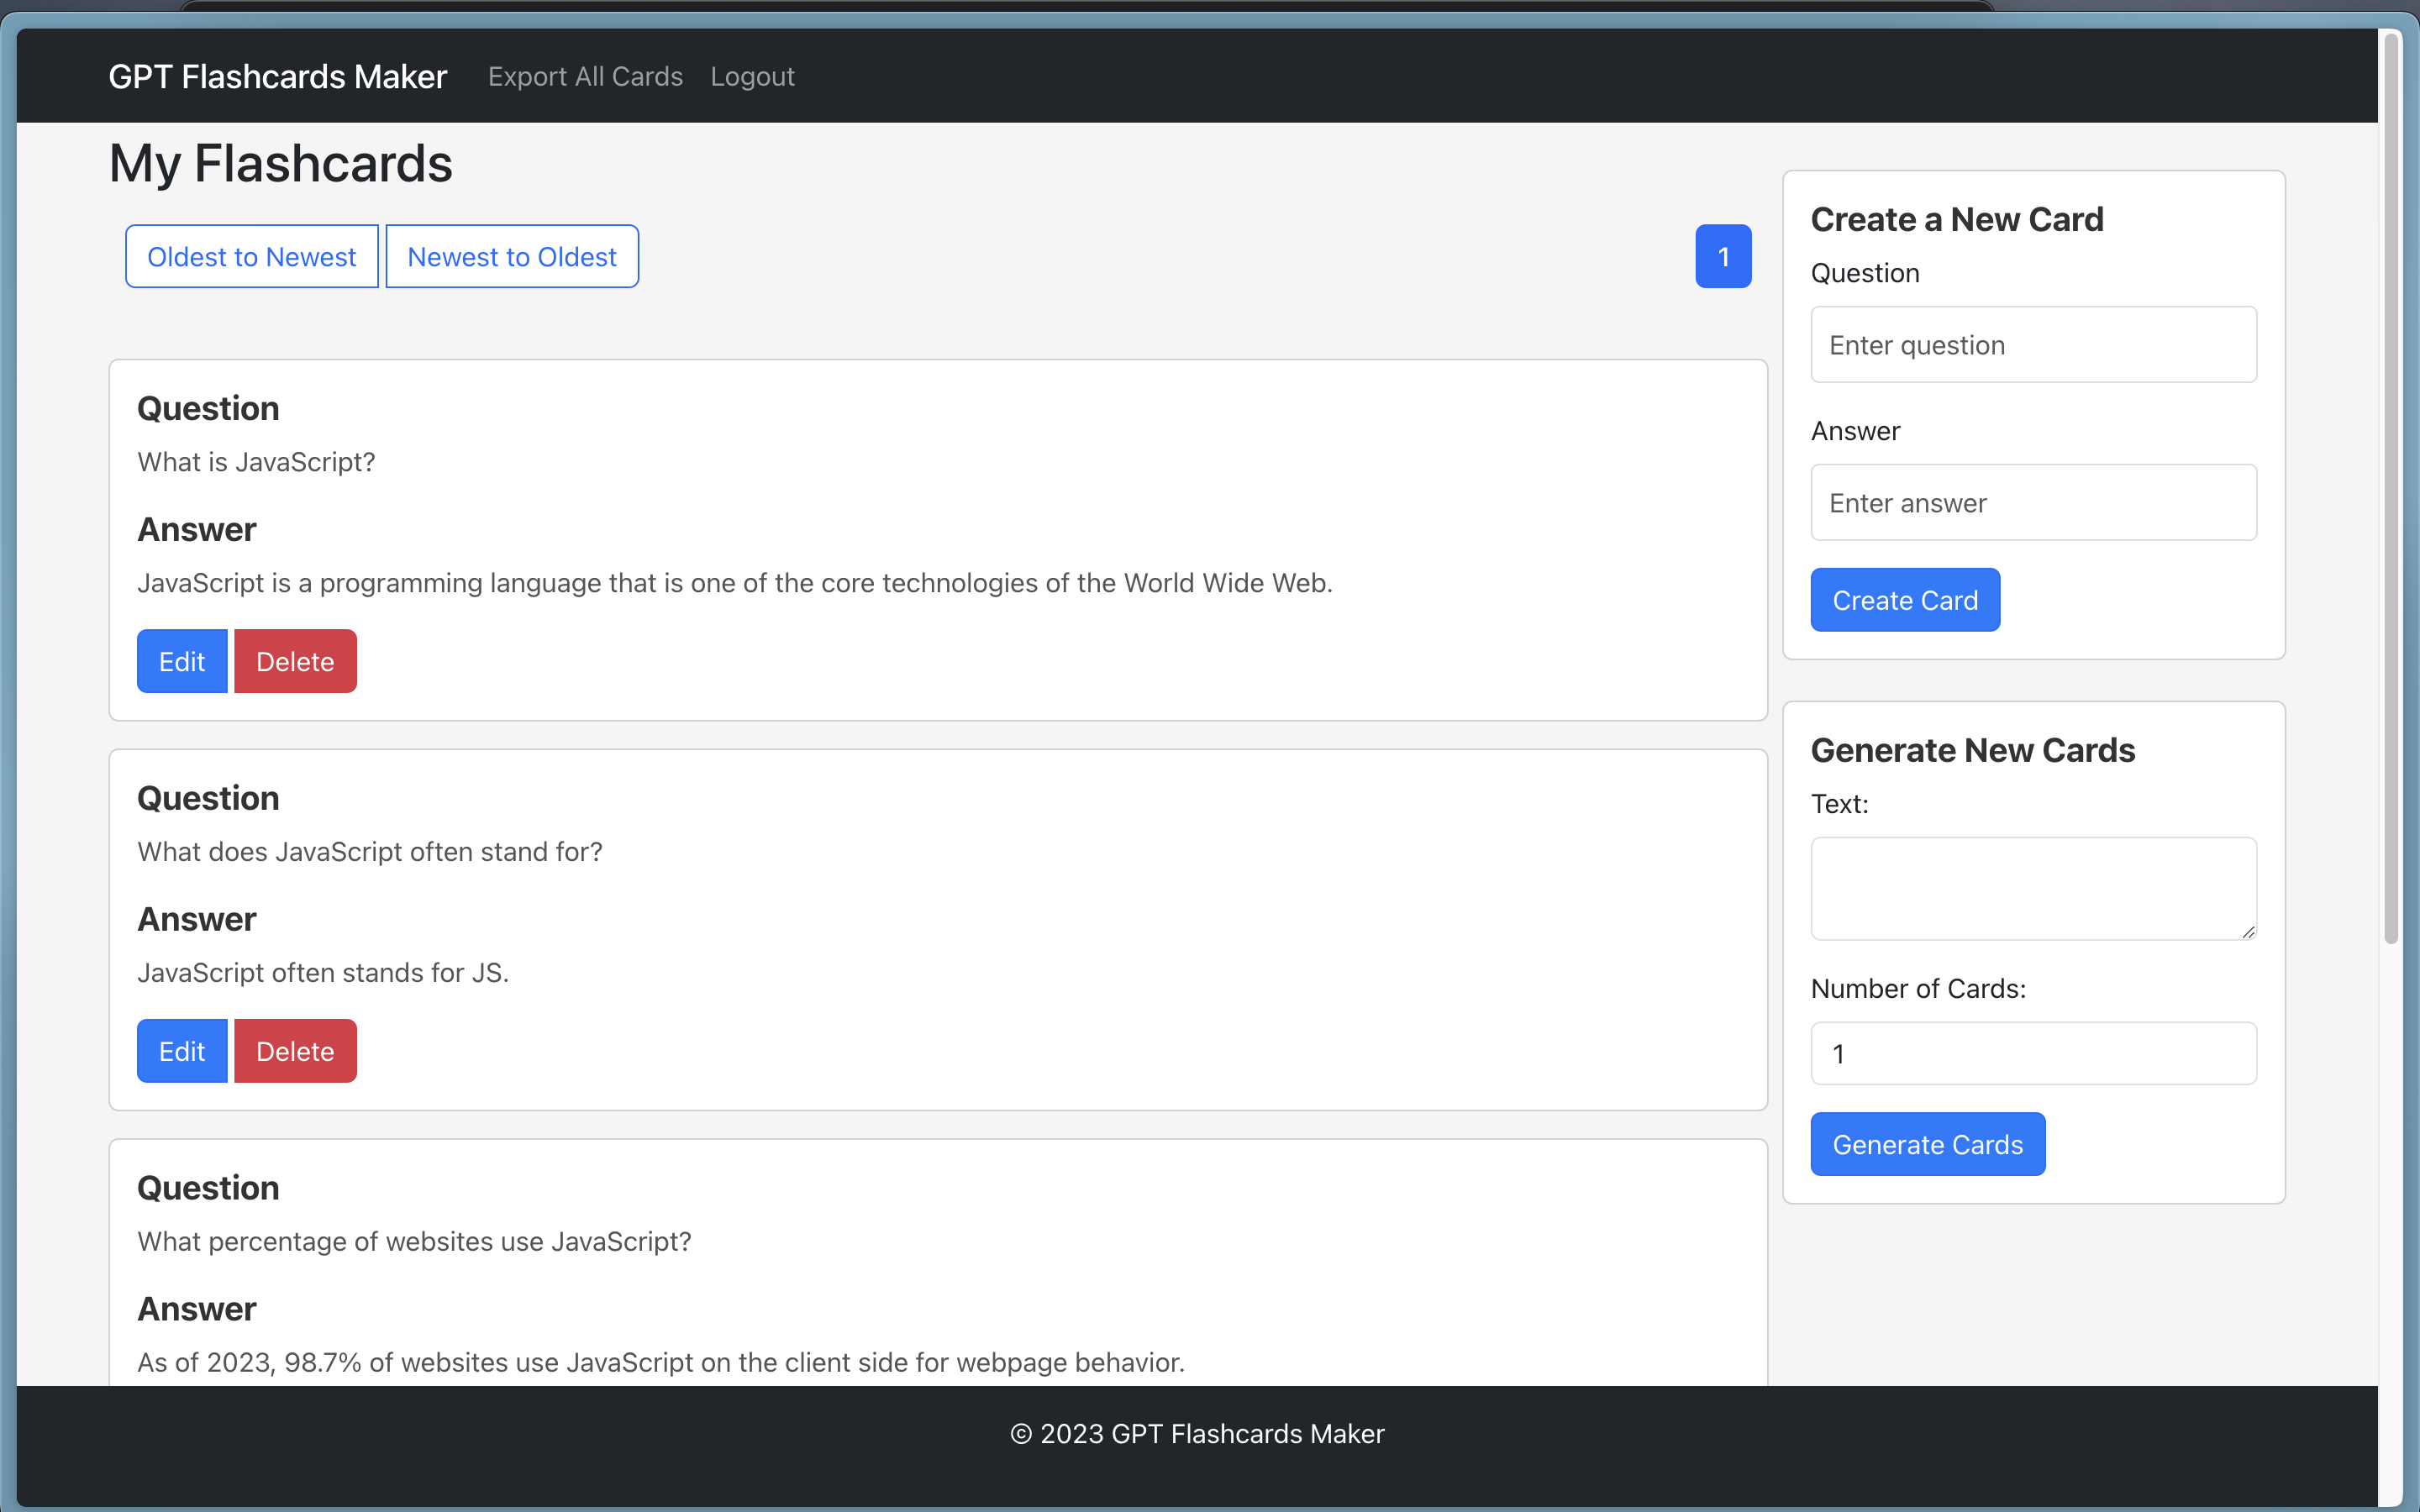 GPT Flashcards Maker Export All Cards Logout
My Flashcards
Oldest to Newest Newest to Oldest 1
Question
What is JavaScript?
Answer
JavaScript is a programming language that is one of the core technologies of the World Wide Web.
Edit Delete
Question
What does JavaScript often stand for?
Answer
JavaScript often stands for JS.
Edit Delete
Question
What percentage of websites use JavaScript?
Answer
As of 2023, 98.7% of websites use JavaScript on the client side for webpage behavior.
Create a New Card
Question
Enter question
Answer
Enter answer
Create Card
Generate New Cards
Text:
Number of Cards:
1
Generate Cards
© 2023 GPT Flashcards Maker